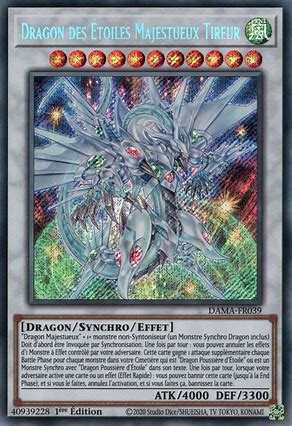 Dragon des Étoiles Majestueux Tireur
DAMA-FR039
[Dragon/Synchro/Effet]
"Dragon Majestueux" + 1+ monstre non-Syntoniseur (un Monstre Synchro Dragon inclus)
Doit d'abord être Invoqué par Synchronisation. Une fois par tour : vous pouvez annuler les effets
d'1 Monstre à Effet contrôlé par votre adversaire. Cette carte gagne 1 attaque supplémentaire chaque
Battle Phase pour chaque monstre dans votre Cimetière qui est "Dragon Poussière d'Étoile" ou est un
Monstre Synchro avec "Dragon Poussière d'Étoile" dans son texte. Une fois par tour, lorsque votre
adversaire active une carte ou un effet (Effet Rapide) : vous pouvez bannir cette carte (jusqu'à la End
Phase), et si vous le faites, annulez l'activation, et si vous faites ça, bannissez la carte.
ATK/4000 DEF/3300
40939228 1ère Édition ©2020 Studio Dice/SHUEISHA, TV TOKYO, KONAMI